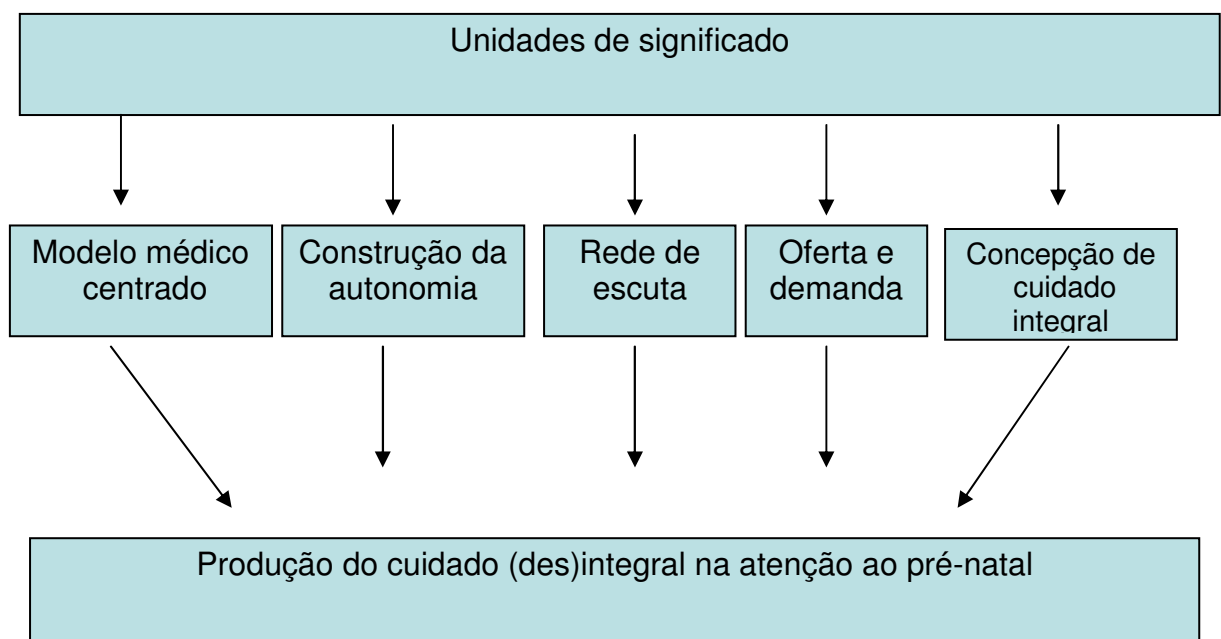 Unidades de significado
Modelo médico
centrado
Construção da
autonomia
Rede de
escuta
Oferta e
demanda
Concepção de
cuidado
integral
Produção do cuidado (des)integral na atenção ao pré-natal